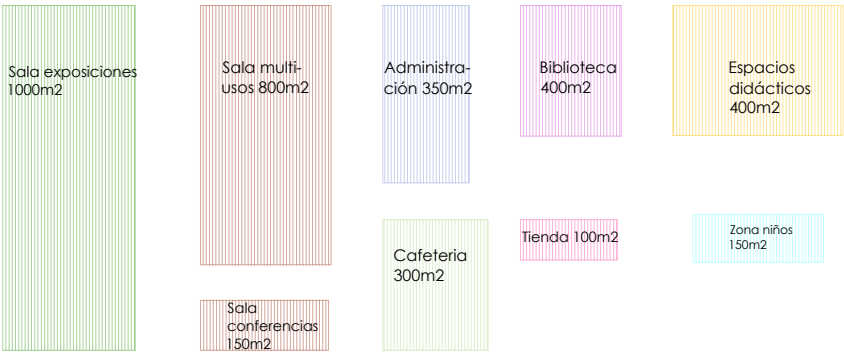 Sala exposiciones
1000m2
Sala multi-
usos 800m2
Administra-
ción 350m2
Biblioteca
400m2
Espacios
didácticos
400m2
Sala
conferencias
150m2
Cafeteria
300m2
Tienda 100m2
Zona niños
150m2